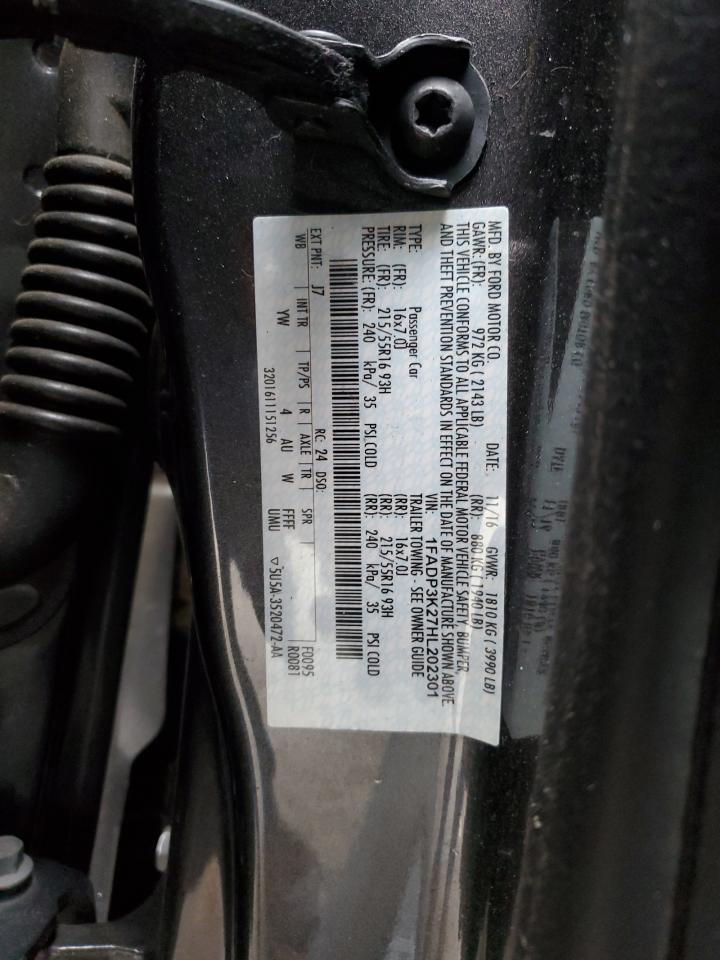 MFD. BY FORD MOTOR CO. DATE: 11/16 GVWR: 1810 KG ( 3990 LB)
GAWR: (FR): 972 KG ( 2143 LB) (RR): 880 KG ( 1940 LB)
THIS VEHICLE CONFORMS TO ALL APPLICABLE FEDERAL MOTOR VEHICLE SAFETY, BUMPER,
AND THEFT PREVENTION STANDARDS IN EFFECT ON THE DATE OF MANUFACTURE SHOWN ABOVE.
VIN: 1FADP3K27HL202301
TYPE: Passenger Car TRAILER TOWING - SEE OWNER GUIDE
RIM: (FR): 16x7.0J (RR): 16x7.0J
TIRE: (FR): 215/55R16 93H (RR): 215/55R16 93H
PRESSURE: (FR): 240 kPa/ 35 PSI COLD (RR): 240 kPa/ 35 PSI COLD
EXT PNT: J7 RC: 24 DSO: F0095
R0081
WB INT TR TP/PS R AXLE TR SPR
YW 4 AU W FFFF
UMU
3201611151256 ▽5U5A-3520472-AA